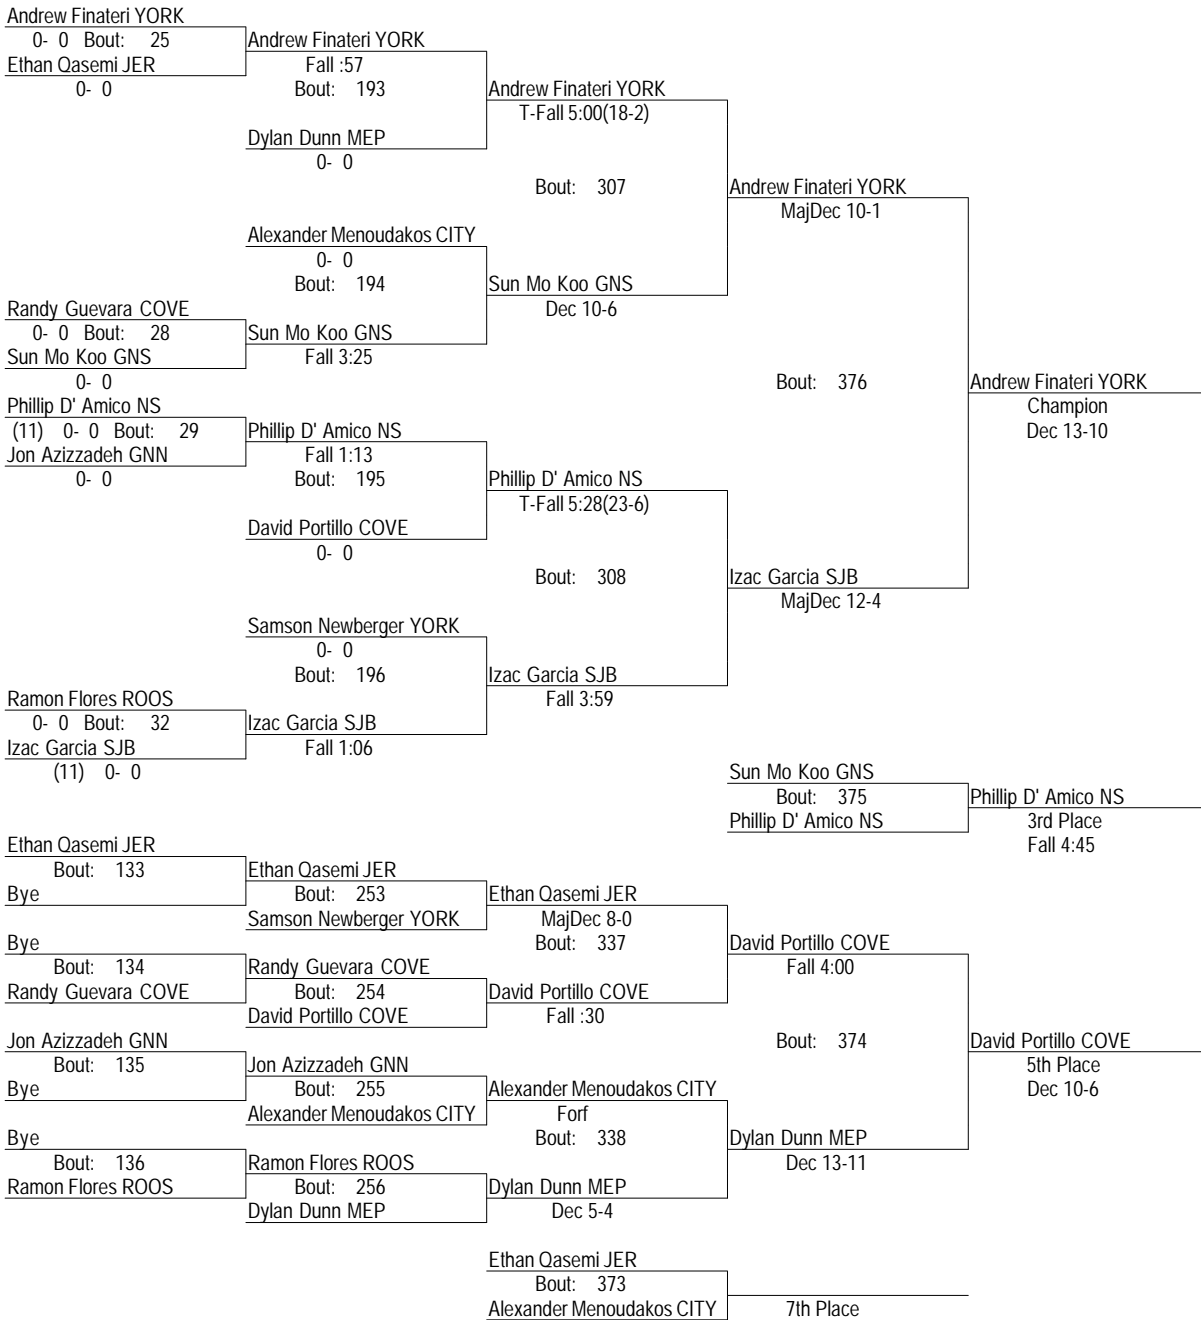 Andrew Finateri YORK
0- 0 Bout: 25
Ethan Qasemi JER
0- 0
Andrew Finateri YORK
Fall :57
Bout: 193
Dylan Dunn MEP
0- 0
Andrew Finateri YORK
T-Fall 5:00(18-2)
Bout: 307
Andrew Finateri YORK
MajDec 10-1
Alexander Menoudakos CITY
0- 0
Bout: 194
Sun Mo Koo GNS
Dec 10-6
Randy Guevara COVE
0- 0 Bout: 28
Sun Mo Koo GNS
0- 0
Sun Mo Koo GNS
Fall 3:25
Bout: 376
Andrew Finateri YORK
Champion
Dec 13-10
Phillip D' Amico NS
(11) 0- 0 Bout: 29
Jon Azizzadeh GNN
0- 0
Phillip D' Amico NS
Fall 1:13
Bout: 195
David Portillo COVE
0- 0
Phillip D' Amico NS
T-Fall 5:28(23-6)
Bout: 308
Izac Garcia SJB
MajDec 12-4
Samson Newberger YORK
0- 0
Bout: 196
Izac Garcia SJB
Fall 3:59
Ramon Flores ROOS
0- 0 Bout: 32
Izac Garcia SJB
(11) 0- 0
Izac Garcia SJB
Fall 1:06
Sun Mo Koo GNS
Bout: 375
Phillip D' Amico NS
Phillip D' Amico NS
3rd Place
Fall 4:45
Ethan Qasemi JER
Bout: 133
Bye
Ethan Qasemi JER
Bout: 253
Samson Newberger YORK
Ethan Qasemi JER
MajDec 8-0
Bout: 337
Bye
Bout: 134
Randy Guevara COVE
Randy Guevara COVE
Bout: 254
David Portillo COVE
David Portillo COVE
Fall :30
David Portillo COVE
Fall 4:00
Bout: 374
David Portillo COVE
5th Place
Dec 10-6
Jon Azizzadeh GNN
Bout: 135
Bye
Jon Azizzadeh GNN
Bout: 255
Alexander Menoudakos CITY
Alexander Menoudakos CITY
Forf
Bout: 338
Dylan Dunn MEP
Dec 13-11
Bye
Bout: 136
Ramon Flores ROOS
Ramon Flores ROOS
Bout: 256
Dylan Dunn MEP
Dylan Dunn MEP
Dec 5-4
Ethan Qasemi JER
Bout: 373
Alexander Menoudakos CITY
7th Place